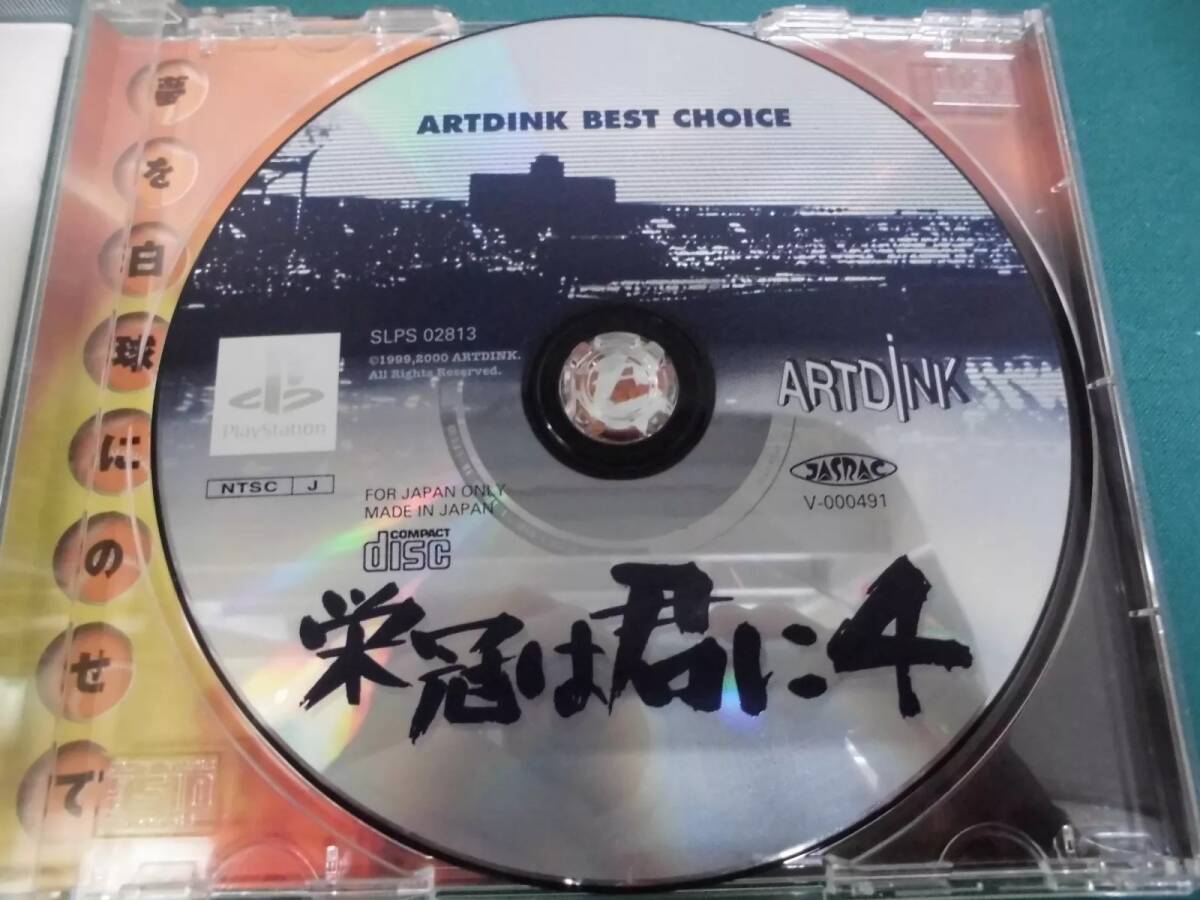 夢を白球にのせて
ARTDINK BEST CHOICE
SLPS 02813
©1999,2000 ARTDINK.
All Rights Reserved.
PlayStation
ARTDINK
NTSC J
JASRAC
V-000491
FOR JAPAN ONLY
MADE IN JAPAN
COMPACT
disc
栄冠は君に4